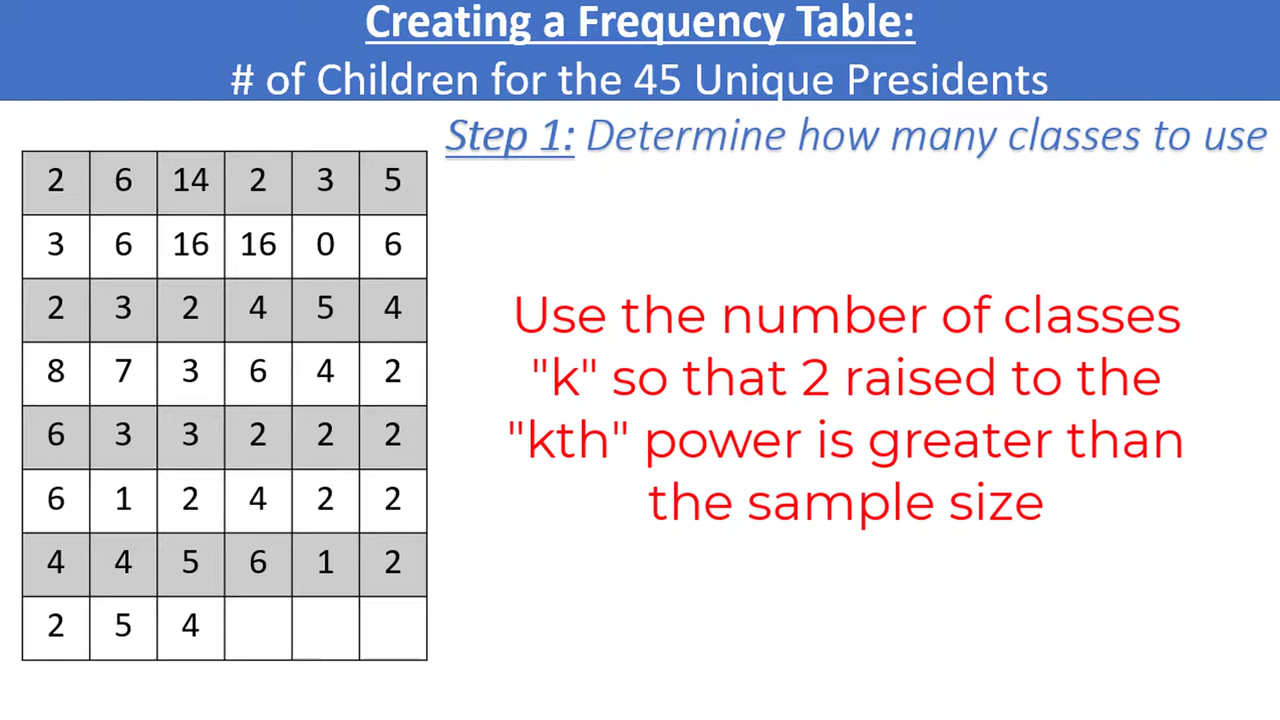 Creating a Frequency Table:
# of Children for the 45 Unique Presidents
Step 1: Determine how many classes to use
2 6 14 2 3 5
3 6 16 16 0 6
2 3 2 4 5 4
8 7 3 6 4 2
6 3 3 2 2 2
6 1 2 4 2 2
4 4 5 6 1 2
2 5 4
Use the number of classes
"k" so that 2 raised to the
"kth" power is greater than
the sample size